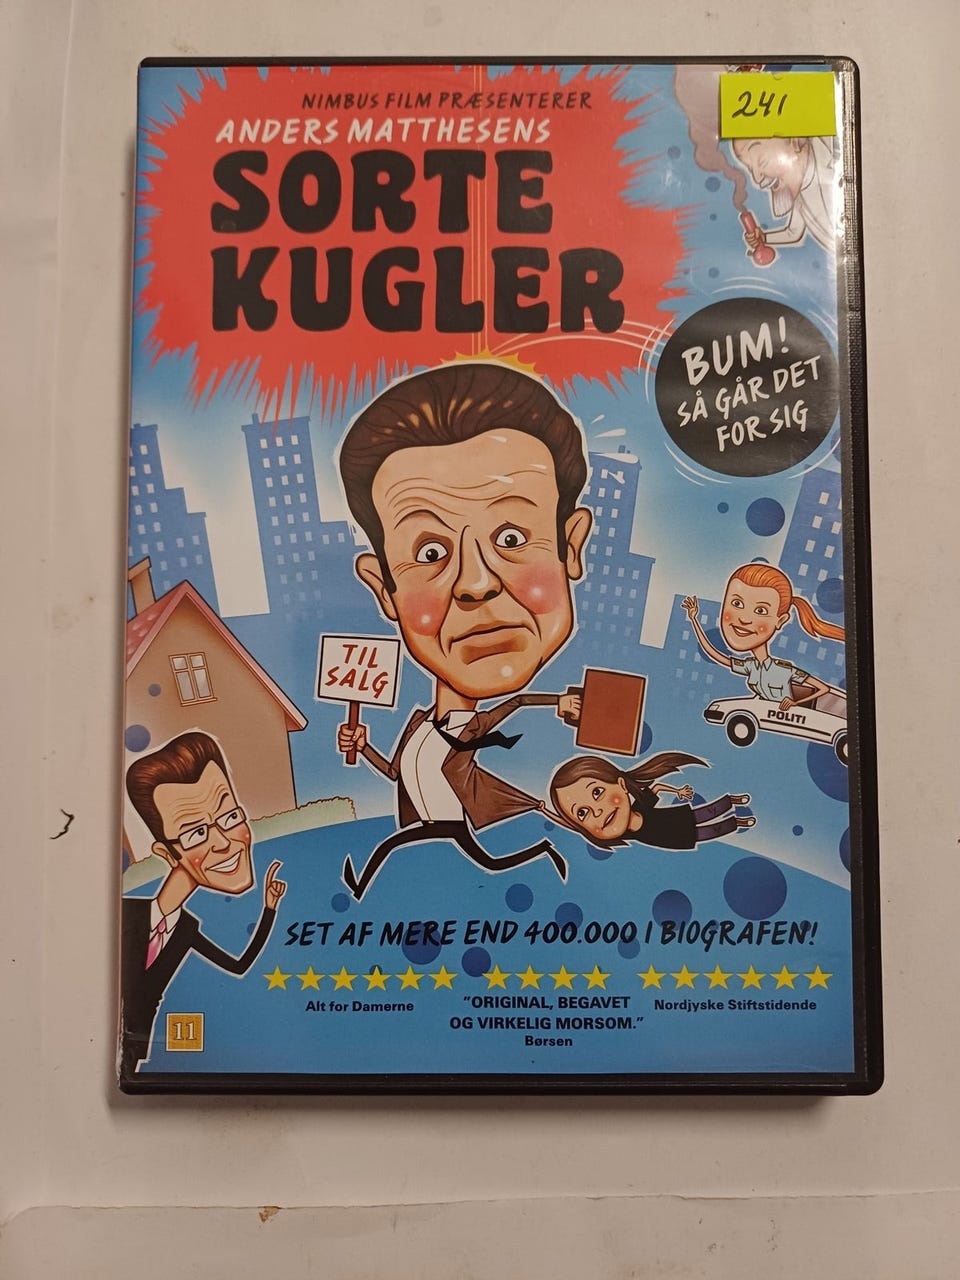 NIMBUS FILM PRÆSENTERER
ANDERS MATTHESENS
SORTE
KUGLER
241
BUM!
SÅ GÅR DET
FOR SIG
TIL
SALG
POLITI
SET AF MERE END 400.000 I BIOGRAFEN!
Alt for Damerne
"ORIGINAL, BEGAVET
OG VIRKELIG MORSOM."
Børsen
Nordjyske Stiftstidende
11